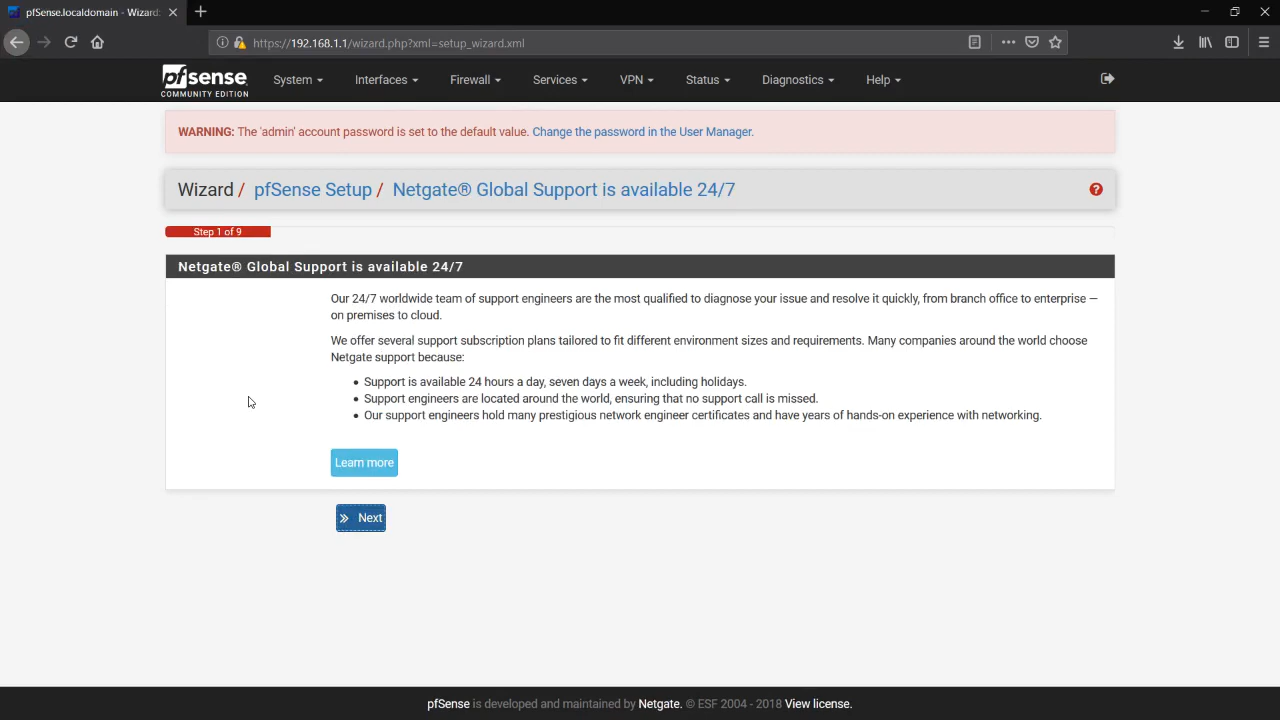 pfSense.localdomain - Wizard:
https://192.168.1.1/wizard.php?xml=setup_wizard.xml
pfsense
COMMUNITY EDITION
System
Interfaces
Firewall
Services
VPN
Status
Diagnostics
Help
WARNING: The 'admin' account password is set to the default value. Change the password in the User Manager.
Wizard / pfSense Setup / Netgate® Global Support is available 24/7
Step 1 of 9
Netgate® Global Support is available 24/7
Our 24/7 worldwide team of support engineers are the most qualified to diagnose your issue and resolve it quickly, from branch office to enterprise —
on premises to cloud.
We offer several support subscription plans tailored to fit different environment sizes and requirements. Many companies around the world choose
Netgate support because:
• Support is available 24 hours a day, seven days a week, including holidays.
• Support engineers are located around the world, ensuring that no support call is missed.
• Our support engineers hold many prestigious network engineer certificates and have years of hands-on experience with networking.
Learn more
Next
pfSense is developed and maintained by Netgate. © ESF 2004 - 2018 View license.